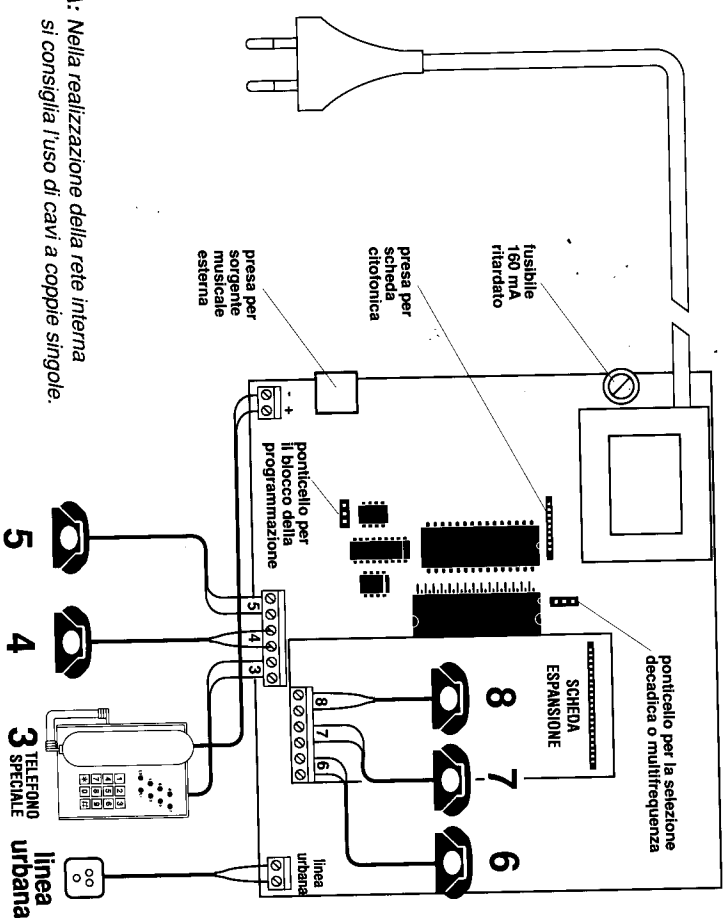 A: Nella realizzazione della rete interna
si consiglia l'uso di cavi a coppie singole.
fusibile
160 mA
ritardato
presa per
scheda
citofonica
presa per
sorgente
musicale
esterna
ponticello per la selezione
decadica o multifrequenza
ponticello per
il blocco della
programmazione
SCHEDA
ESPANSIONE
8
7
6
8
7
6
- +
5
4
3
linea
urbana
5
4
3 TELEFONO
SPECIALE
1 2 3
4 5 6
7 8 9
* 0 #
linea
urbana